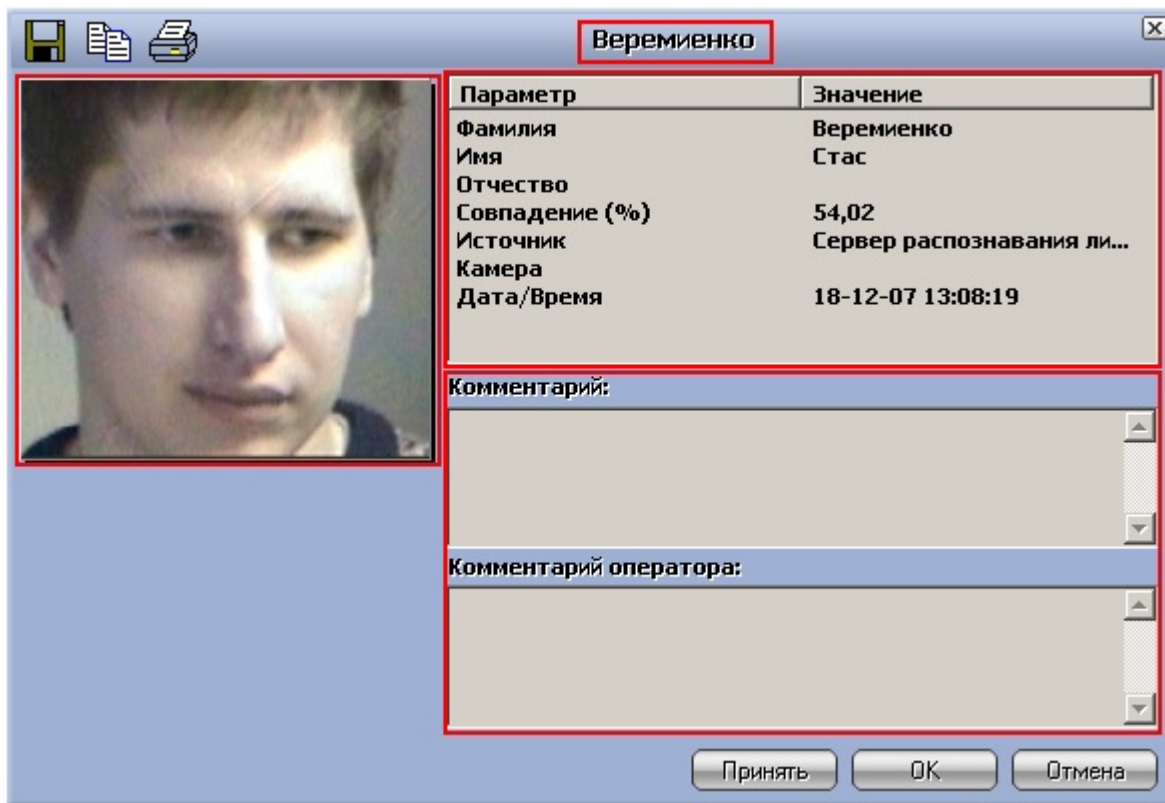 Веремиенко
Параметр Значение
Фамилия Веремиенко
Имя Стас
Отчество
Совпадение (%) 54,02
Источник Сервер распознавания ли...
Камера
Дата/Время 18-12-07 13:08:19
Комментарий:
Комментарий оператора:
Принять OK Отмена